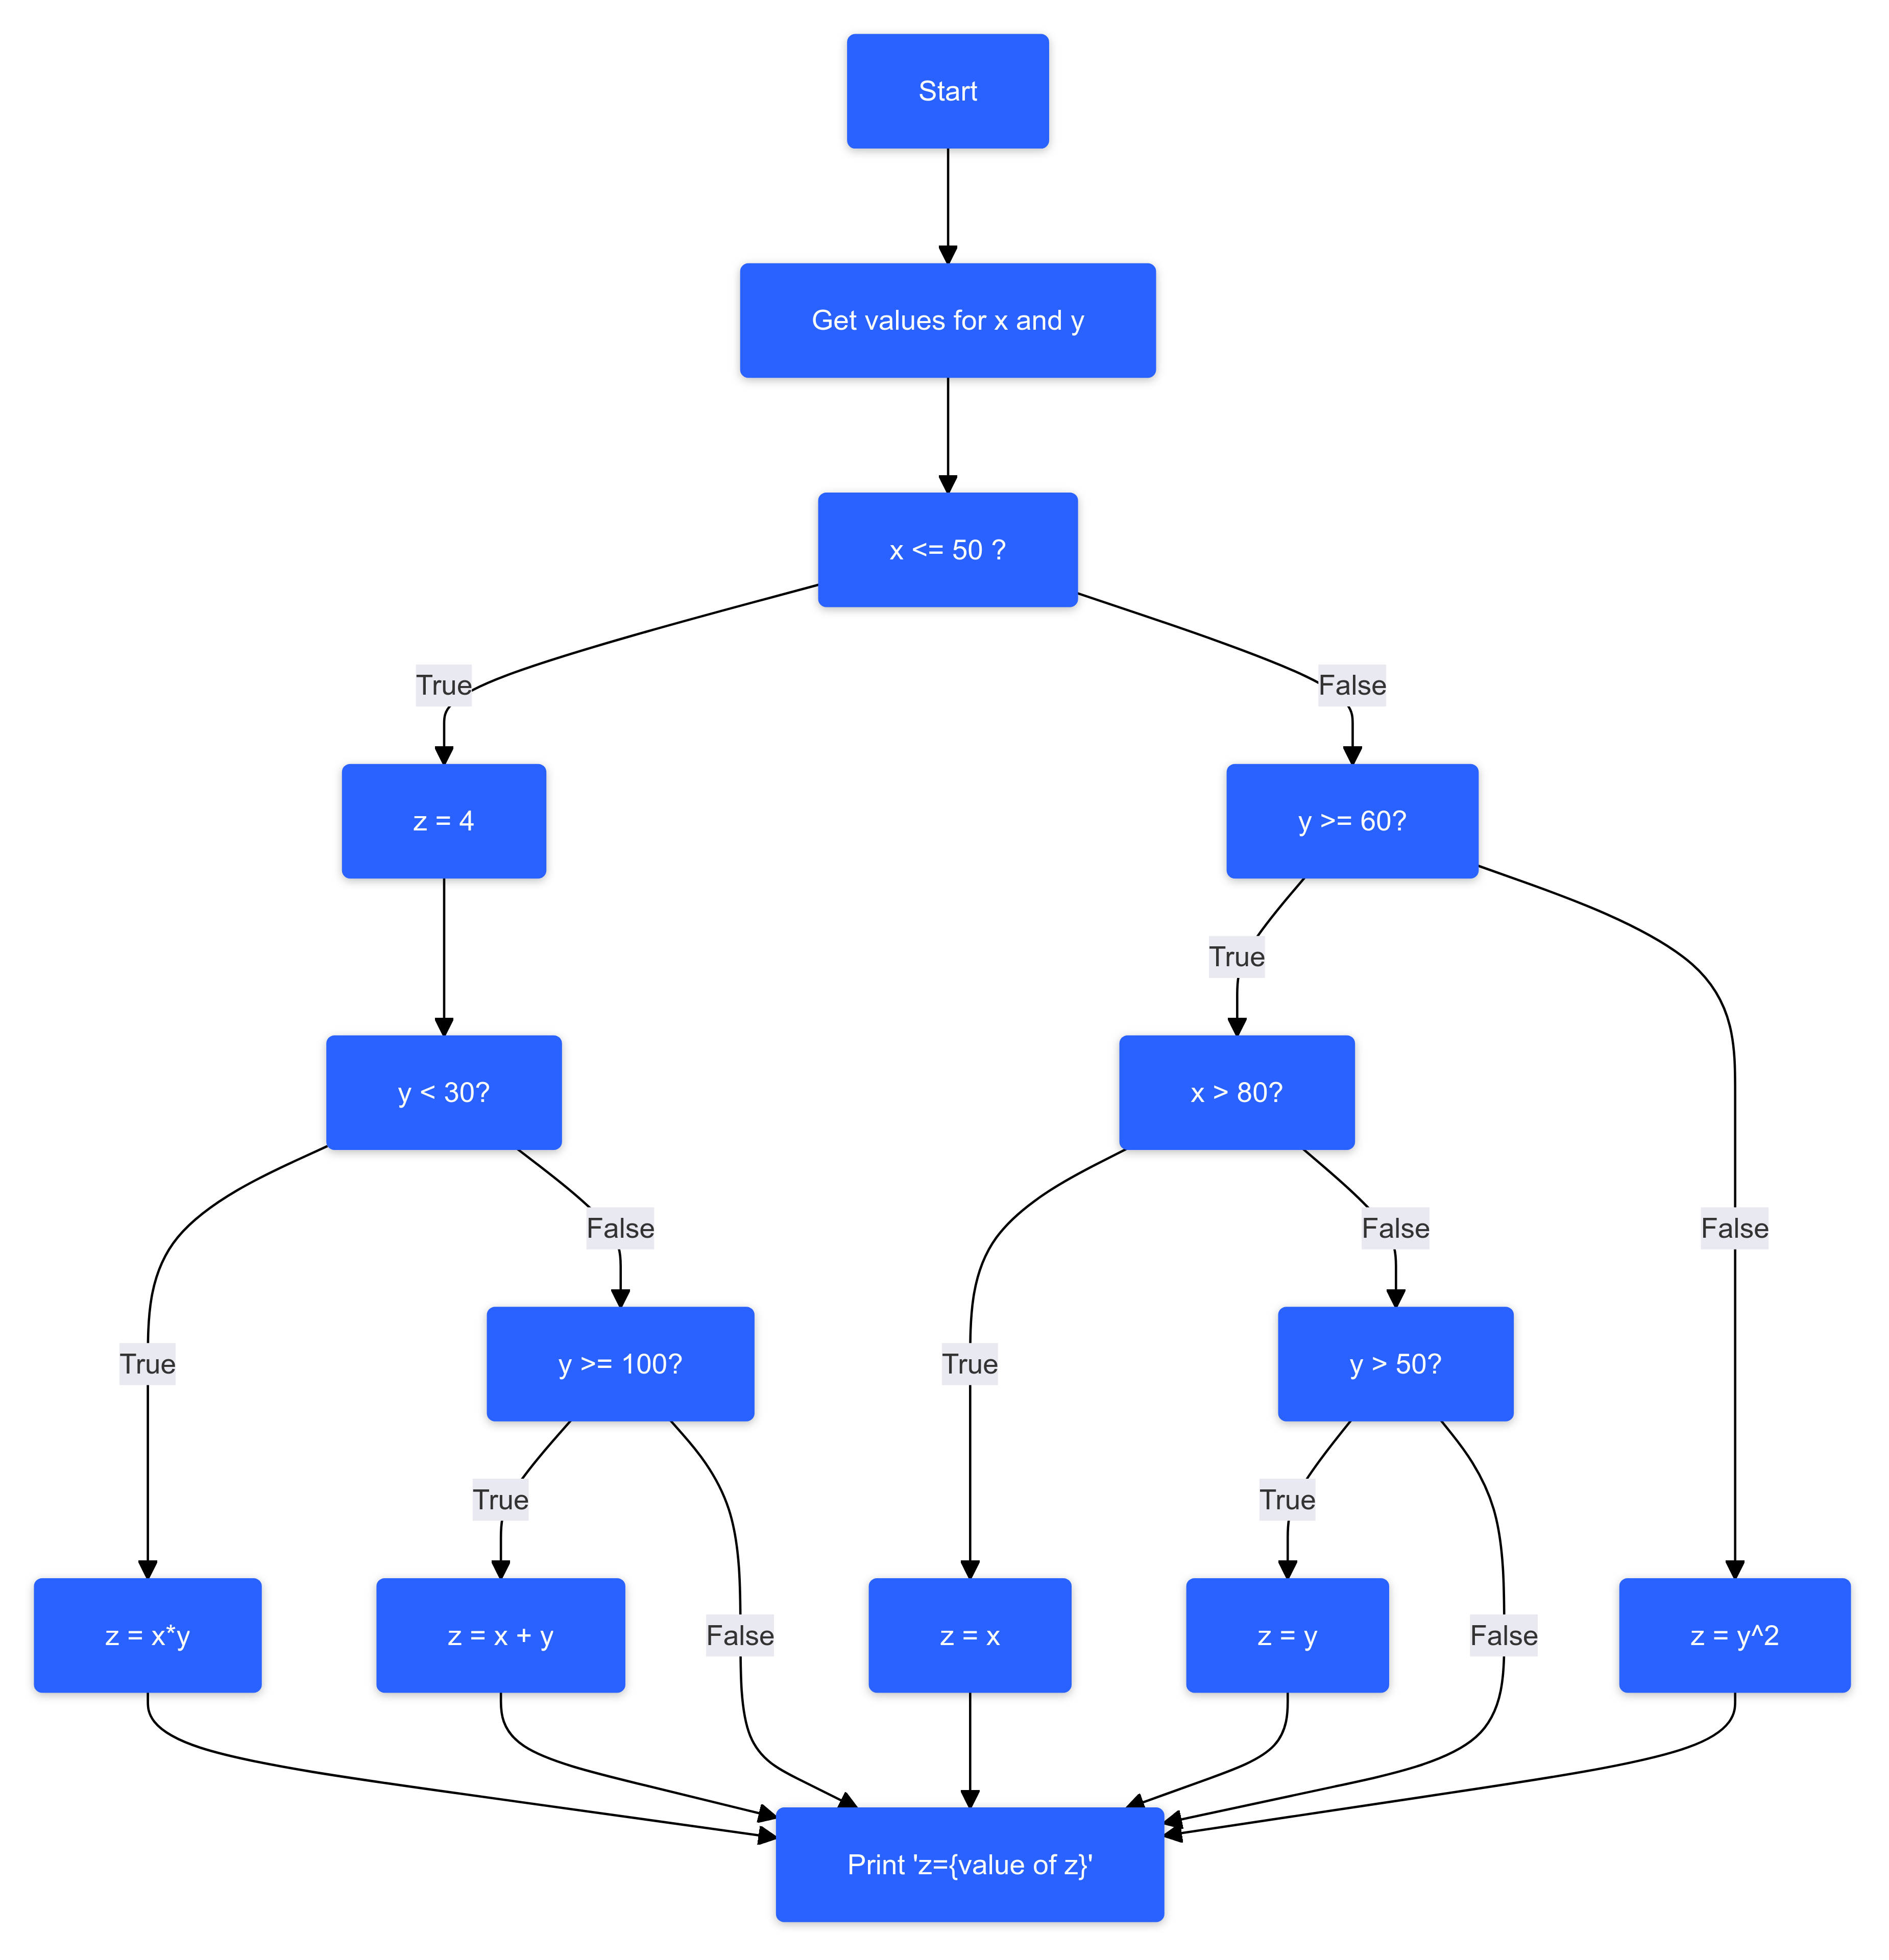 Start
Get values for x and y
x <= 50 ?
True
False
z = 4
y >= 60?
True
y < 30?
x > 80?
False
False
False
True
y >= 100?
True
y > 50?
True
True
z = x*y
z = x + y
False
z = x
z = y
False
z = y^2
Print 'z={value of z}'